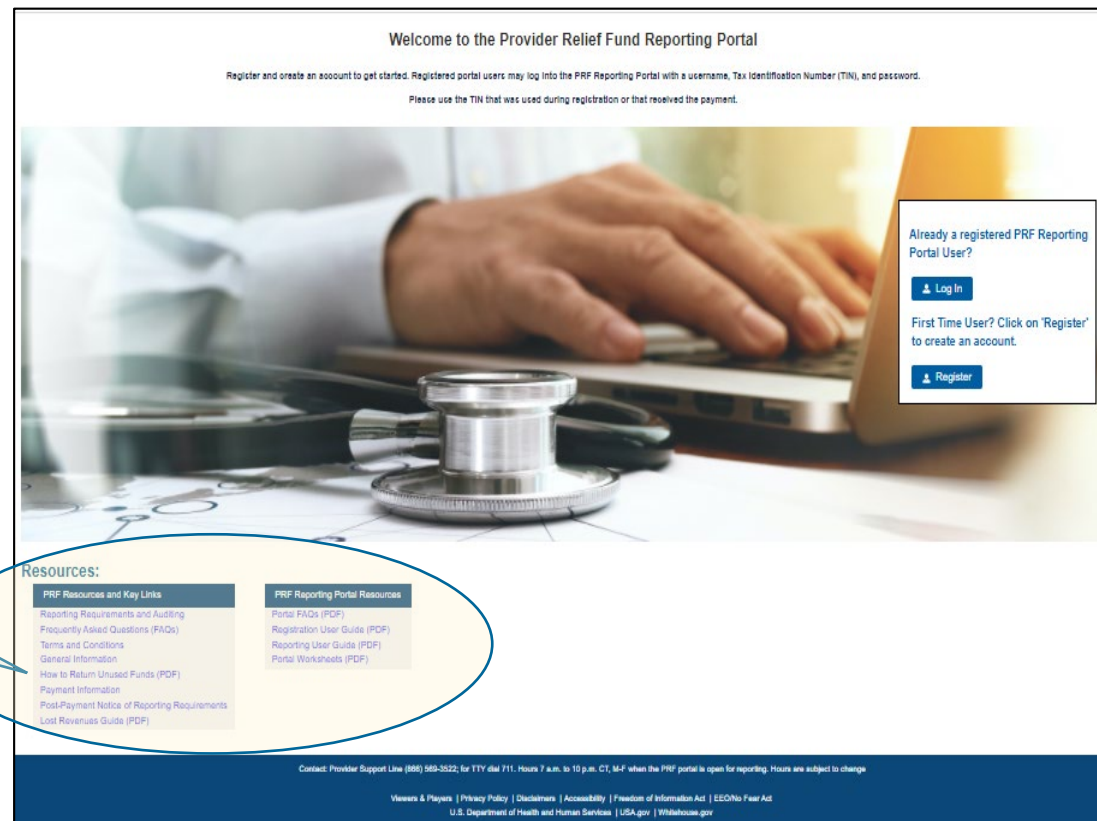 Welcome to the Provider Relief Fund Reporting Portal
Register and create an account to get started. Registered portal users may log into the PRF Reporting Portal with a username, Tax Identification Number (TIN), and password.
Please use the TIN that was used during registration or that received the payment.
Already a registered PRF Reporting
Portal User?
Log In
First Time User? Click on 'Register'
to create an account.
Register
Resources:
PRF Resources and Key Links
Reporting Requirements and Auditing
Frequently Asked Questions (FAQs)
Terms and Conditions
General Information
How to Return Unused Funds (PDF)
Payment Information
Post-Payment Notice of Reporting Requirements
Lost Revenues Guide (PDF)
PRF Reporting Portal Resources
Portal FAQs (PDF)
Registration User Guide (PDF)
Reporting User Guide (PDF)
Portal Worksheets (PDF)
Contact: Provider Support Line (866) 569-3522; for TTY dial 711. Hours 7 a.m. to 10 p.m. CT, M-F when the PRF portal is open for reporting. Hours are subject to change
Viewers & Players | Privacy Policy | Disclaimers | Accessibility | Freedom of Information Act | EEO/No Fear Act
U.S. Department of Health and Human Services | USA.gov | Whitehouse.gov